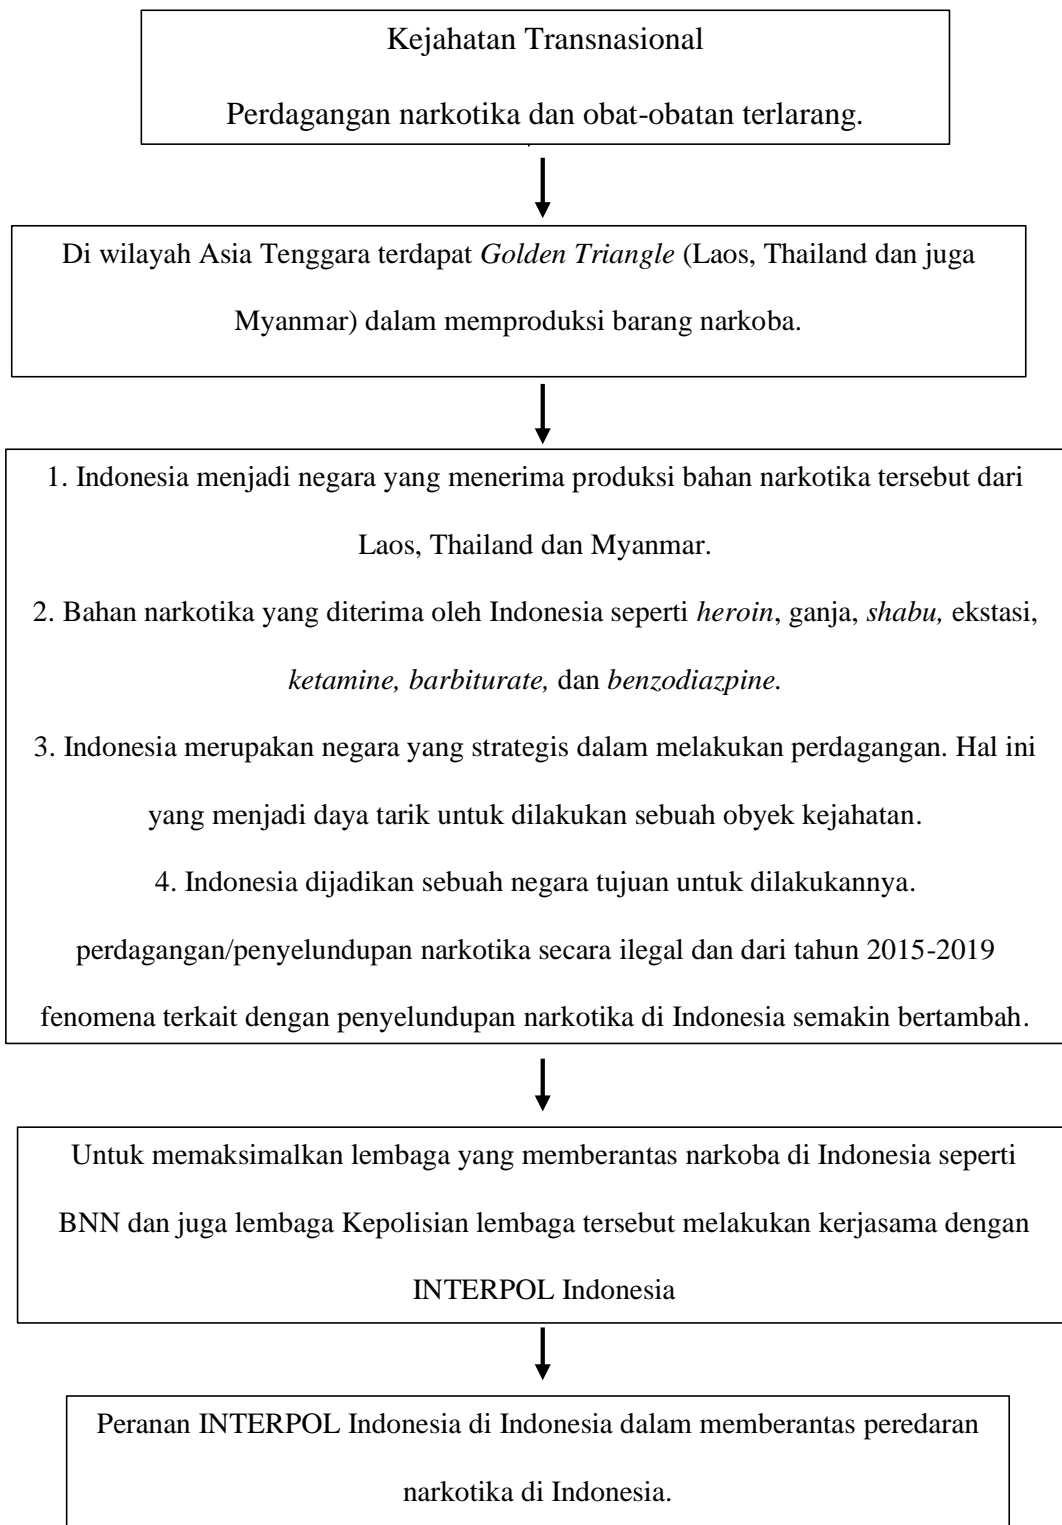 Kejahatan Transnasional
Perdagangan narkotika dan obat-obatan terlarang.
Di wilayah Asia Tenggara terdapat Golden Triangle (Laos, Thailand dan juga
Myanmar) dalam memproduksi barang narkoba.
1. Indonesia menjadi negara yang menerima produksi bahan narkotika tersebut dari
Laos, Thailand dan Myanmar.
2. Bahan narkotika yang diterima oleh Indonesia seperti heroin, ganja, shabu, ekstasi,
ketamine, barbiturate, dan benzodiazpine.
3. Indonesia merupakan negara yang strategis dalam melakukan perdagangan. Hal ini
yang menjadi daya tarik untuk dilakukan sebuah obyek kejahatan.
4. Indonesia dijadikan sebuah negara tujuan untuk dilakukannya.
perdagangan/penyelundupan narkotika secara ilegal dan dari tahun 2015-2019
fenomena terkait dengan penyelundupan narkotika di Indonesia semakin bertambah.
Untuk memaksimalkan lembaga yang memberantas narkoba di Indonesia seperti
BNN dan juga lembaga Kepolisian lembaga tersebut melakukan kerjasama dengan
INTERPOL Indonesia
Peranan INTERPOL Indonesia di Indonesia dalam memberantas peredaran
narkotika di Indonesia.